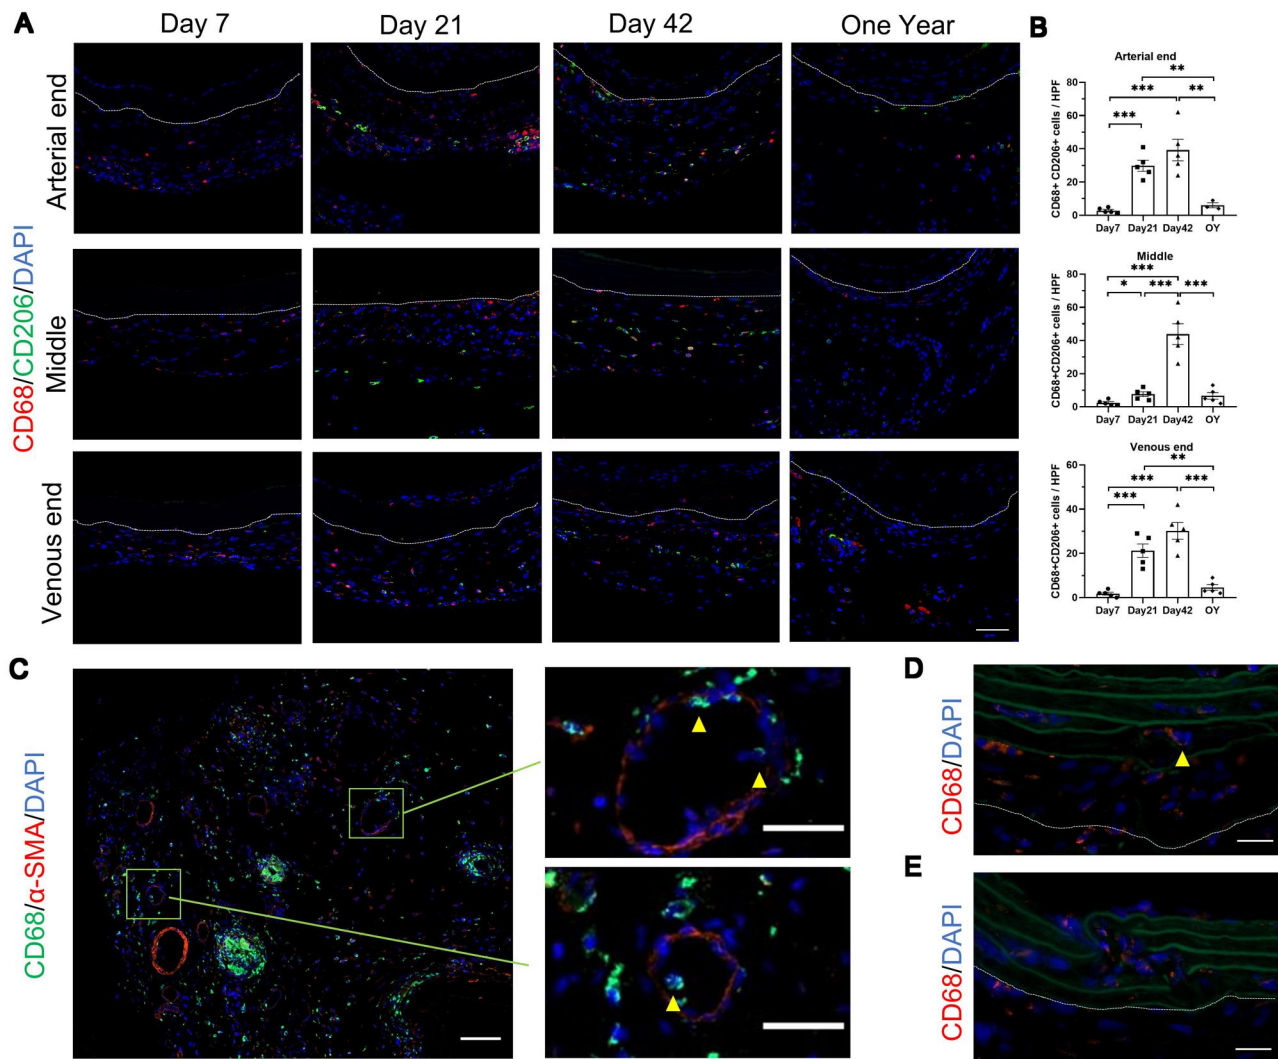 A
Day 7
Day 21
Day 42
One Year
CD68/CD206/DAPI
Arterial end
Middle
Venous end
B
Arterial end
CD68+ CD206+ cells / HPF
80
60
40
20
0
***
***
**
**
Day7
Day21
Day42
OY
Middle
CD68+CD206+ cells / HPF
80
60
40
20
0
***
*
***
***
Day7
Day21
Day42
OY
Venous end
CD68+CD206+ cells / HPF
60
40
20
0
**
***
***
***
Day7
Day21
Day42
OY
C
CD68/α-SMA/DAPI
D
CD68/DAPI
E
CD68/DAPI